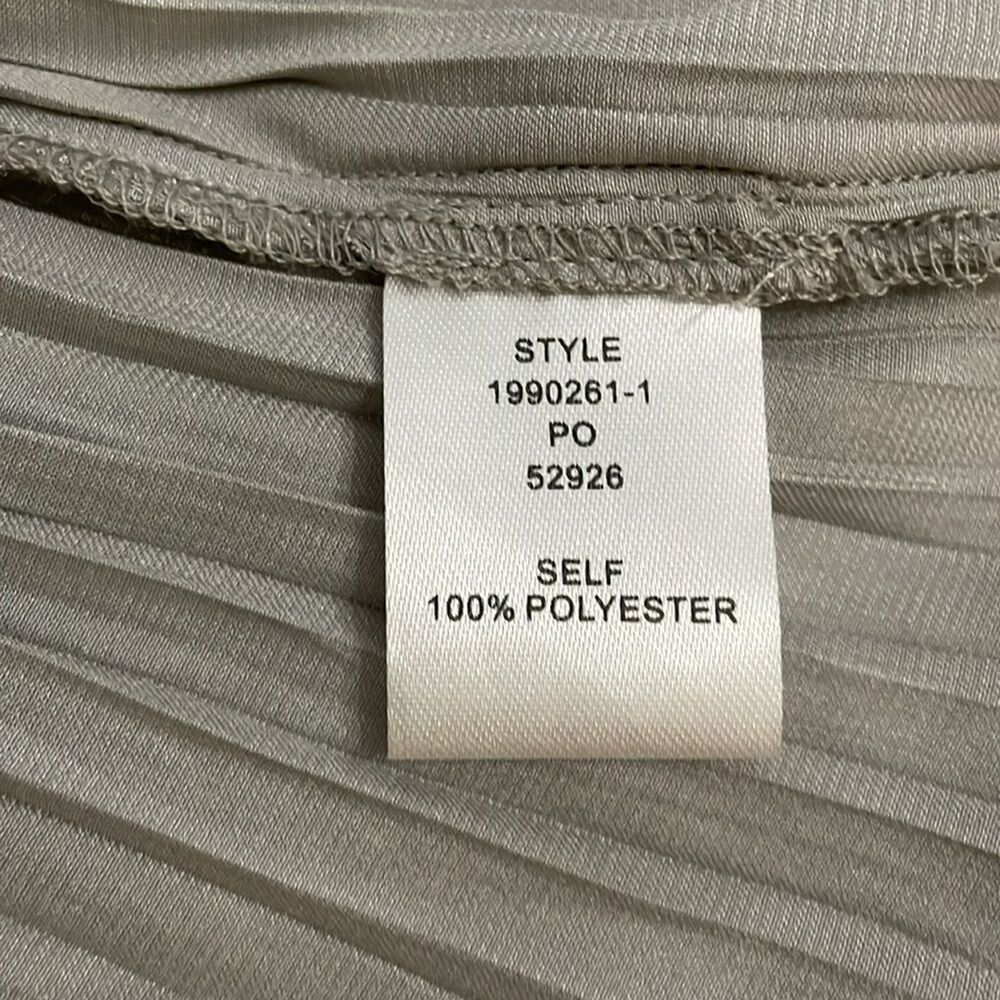 STYLE
1990261-1
PO
52926
SELF
100% POLYESTER